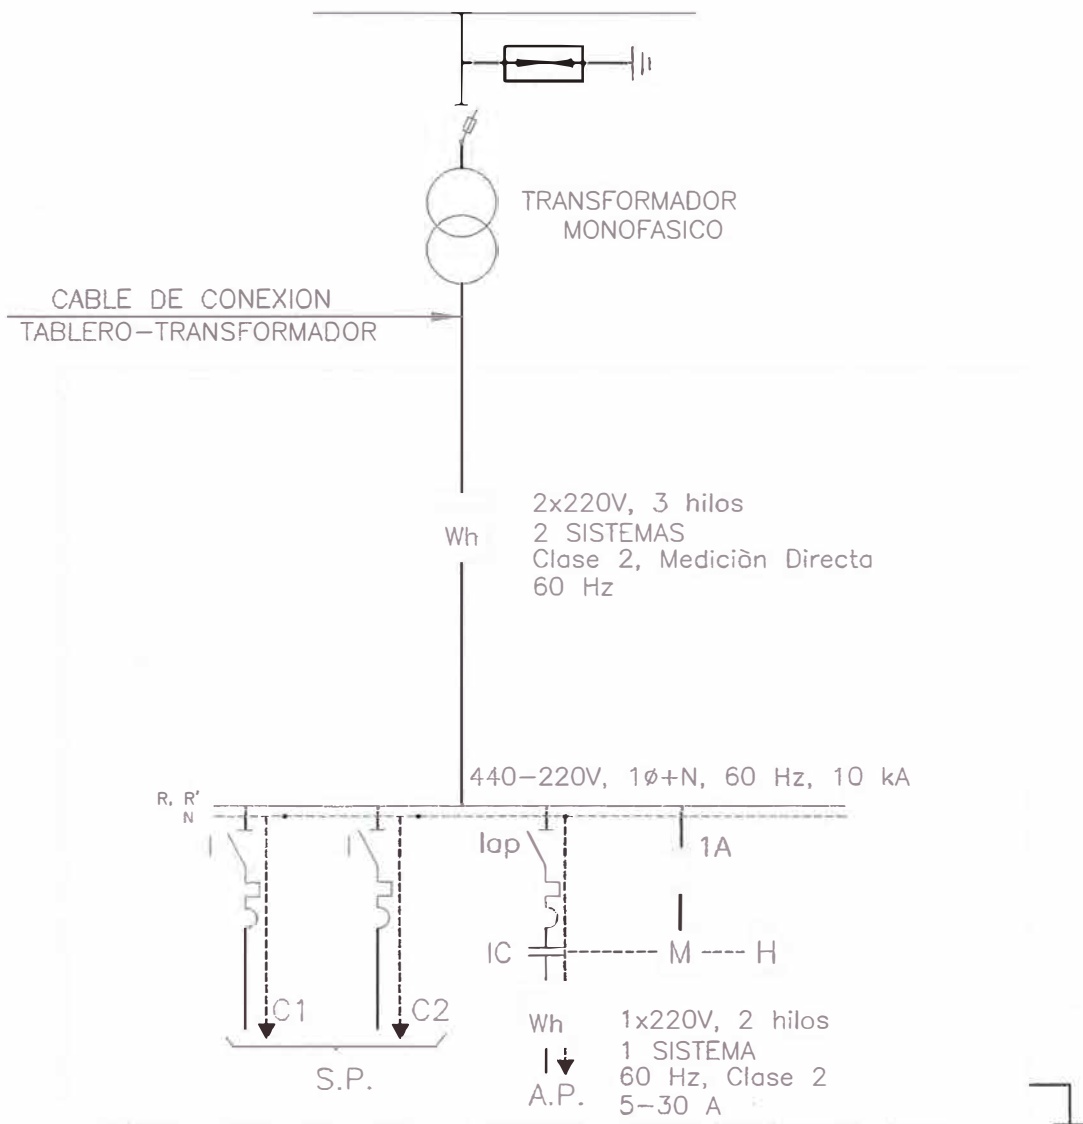 TRANSFORMADOR
MONOFASICO
CABLE DE CONEXION
TABLERO-TRANSFORMADOR
2x220V, 3 hilos
Wh
2 SISTEMAS
Clase 2, Mediciòn Directa
60 Hz
440-220V, 1ø+N, 60 Hz, 10 kA
R, R'
N
I
I
Iap
1A
IC
M
H
C1
C2
Wh
1x220V, 2 hilos
1 SISTEMA
S.P.
60 Hz, Clase 2
A.P.
5-30 A